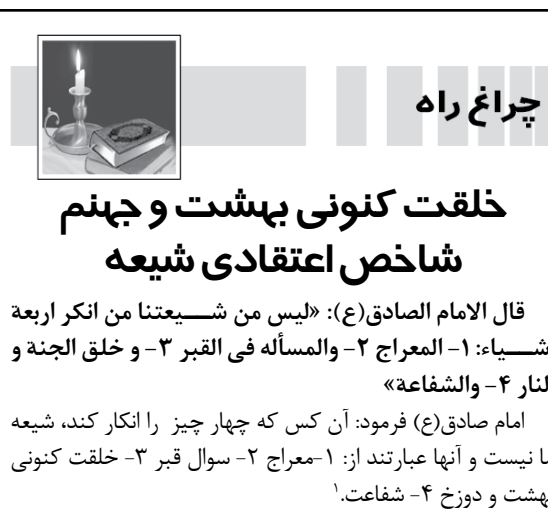 چراغ راه
خلقت کنونی بهشت و جهنم
شاخص اعتقادی شیعه
قال الامام الصادق(ع): «لیس من شیعتنا من انکر اربعة
شیاء: ۱- المعراج ۲- والمسأله فی القبر ۳- و خلق الجنة و
لنار ۴- والشفاعة»
امام صادق(ع) فرمود: آن کس که چهار چیز را انکار کند، شیعه
ما نیست و آنها عبارتند از: ۱-معراج ۲- سوال قبر ۳- خلقت کنونی
بهشت و دوزخ ۴- شفاعت.۱